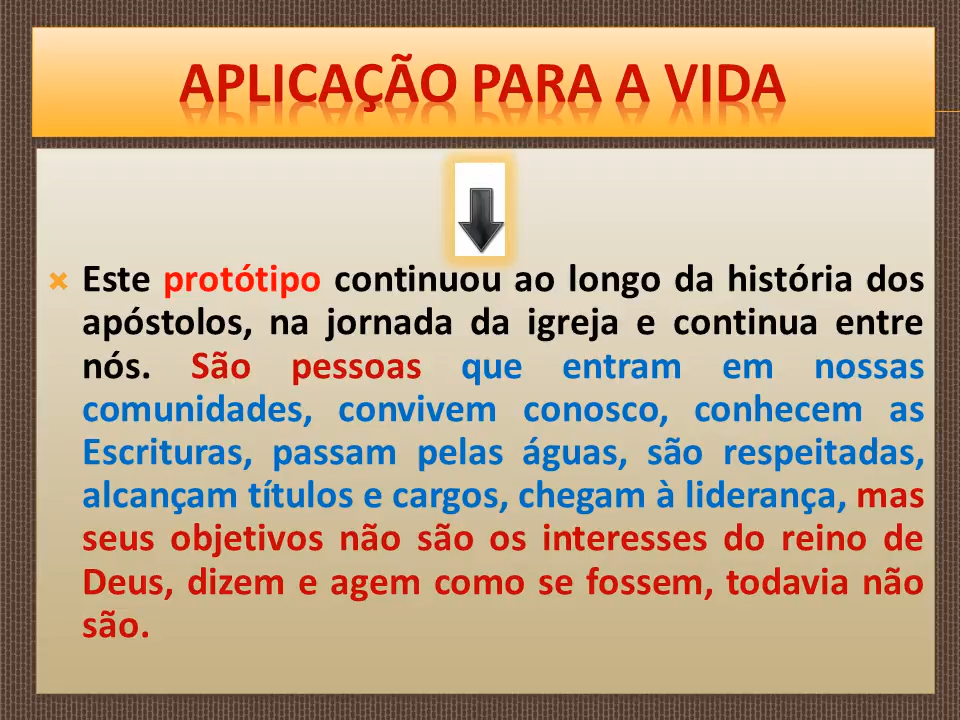 APLICAÇÃO PARA A VIDA
Este protótipo continuou ao longo da história dos
apóstolos, na jornada da igreja e continua entre
nós. São pessoas que entram em nossas
comunidades, convivem conosco, conhecem as
Escrituras, passam pelas águas, são respeitadas,
alcançam títulos e cargos, chegam à liderança, mas
seus objetivos não são os interesses do reino de
Deus, dizem e agem como se fossem, todavia não
são.